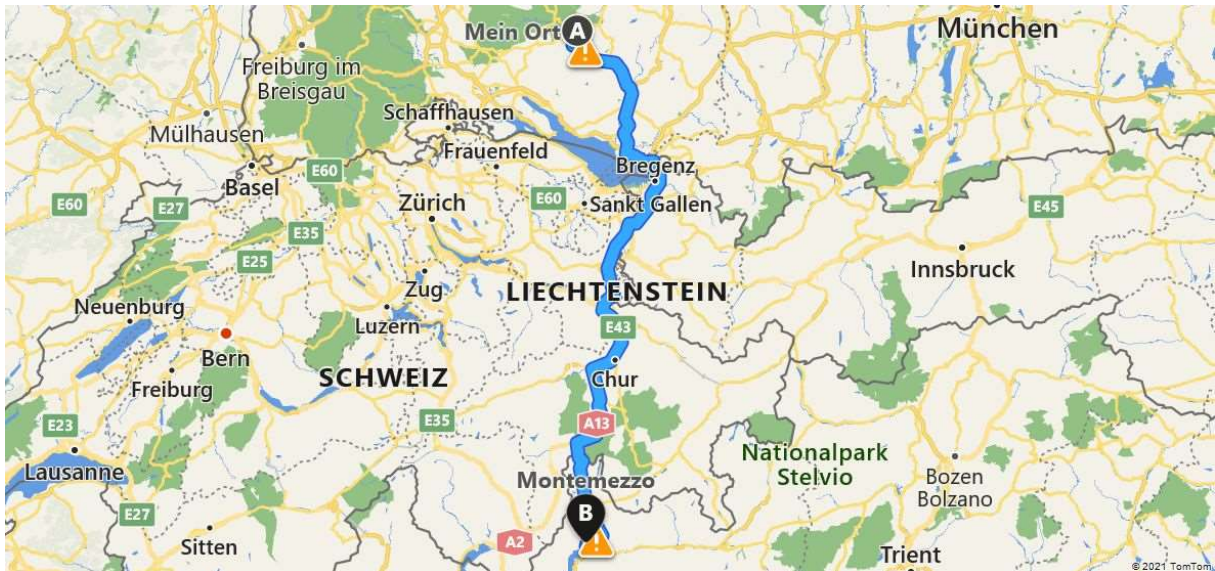 Mein Ort
A
München
Freiburg im
Breisgau
Schaffhausen
Mülhausen
Frauenfeld
Bregenz
Basel
E60
E60
E27
Zürich
E60
Sankt Gallen
E45
E35
E25
Innsbruck
Zug
LIECHTENSTEIN
Neuenburg
Luzern
E43
Bern
Freiburg
SCHWEIZ
Chur
E23
E35
A13
Lausanne
Nationalpark
Stelvio
Montemezzo
Bozen
Bolzano
E27
B
Sitten
A2
Trient
© 2021 TomTom